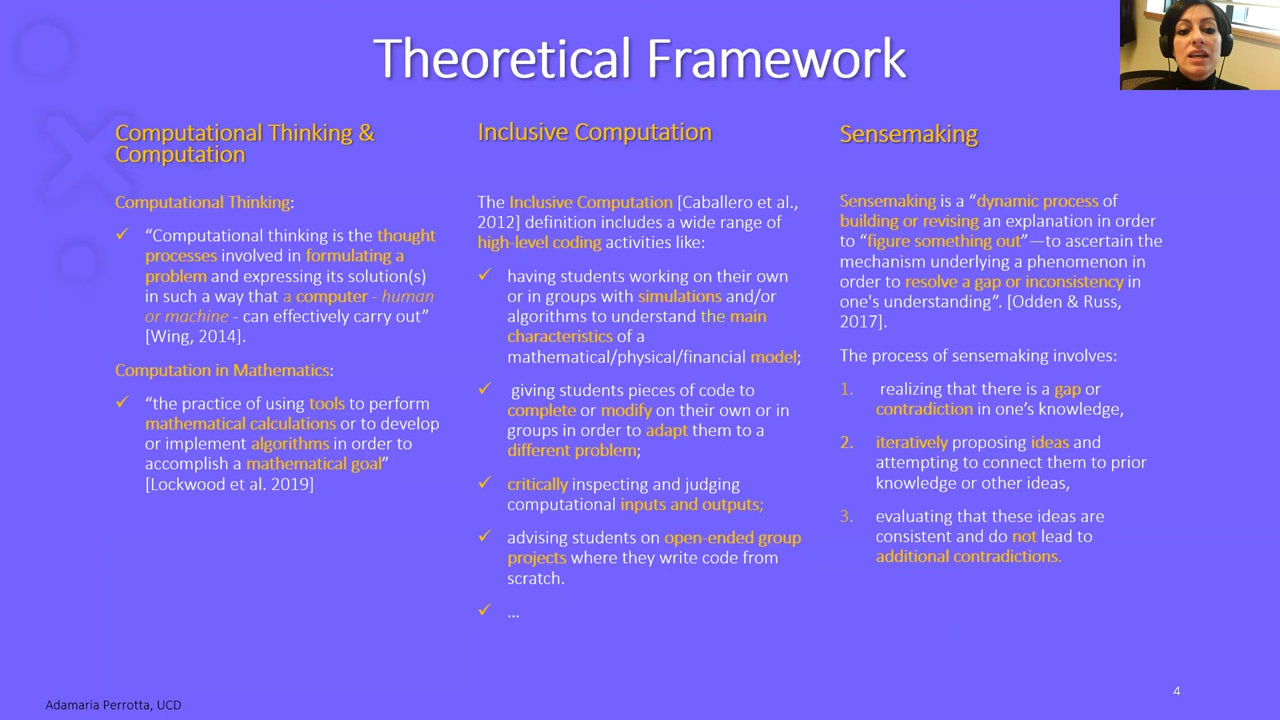 Theoretical Framework
Computational Thinking &
Computation
Computational Thinking:
✓ “Computational thinking is the thought
processes involved in formulating a
problem and expressing its solution(s)
in such a way that a computer - human
or machine - can effectively carry out”
[Wing, 2014].
Computation in Mathematics:
✓ “the practice of using tools to perform
mathematical calculations or to develop
or implement algorithms in order to
accomplish a mathematical goal”
[Lockwood et al. 2019]
Inclusive Computation
The Inclusive Computation [Caballero et al.,
2012] definition includes a wide range of
high-level coding activities like:
✓ having students working on their own
or in groups with simulations and/or
algorithms to understand the main
characteristics of a
mathematical/physical/financial model;
✓ giving students pieces of code to
complete or modify on their own or in
groups in order to adapt them to a
different problem;
✓ critically inspecting and judging
computational inputs and outputs;
✓ advising students on open-ended group
projects where they write code from
scratch.
✓ ...
Sensemaking
Sensemaking is a “dynamic process of
building or revising an explanation in order
to “figure something out”—to ascertain the
mechanism underlying a phenomenon in
order to resolve a gap or inconsistency in
one's understanding”. [Odden & Russ,
2017].
The process of sensemaking involves:
1. realizing that there is a gap or
contradiction in one’s knowledge,
2. iteratively proposing ideas and
attempting to connect them to prior
knowledge or other ideas,
3. evaluating that these ideas are
consistent and do not lead to
additional contradictions.
4
Adamaria Perrotta, UCD